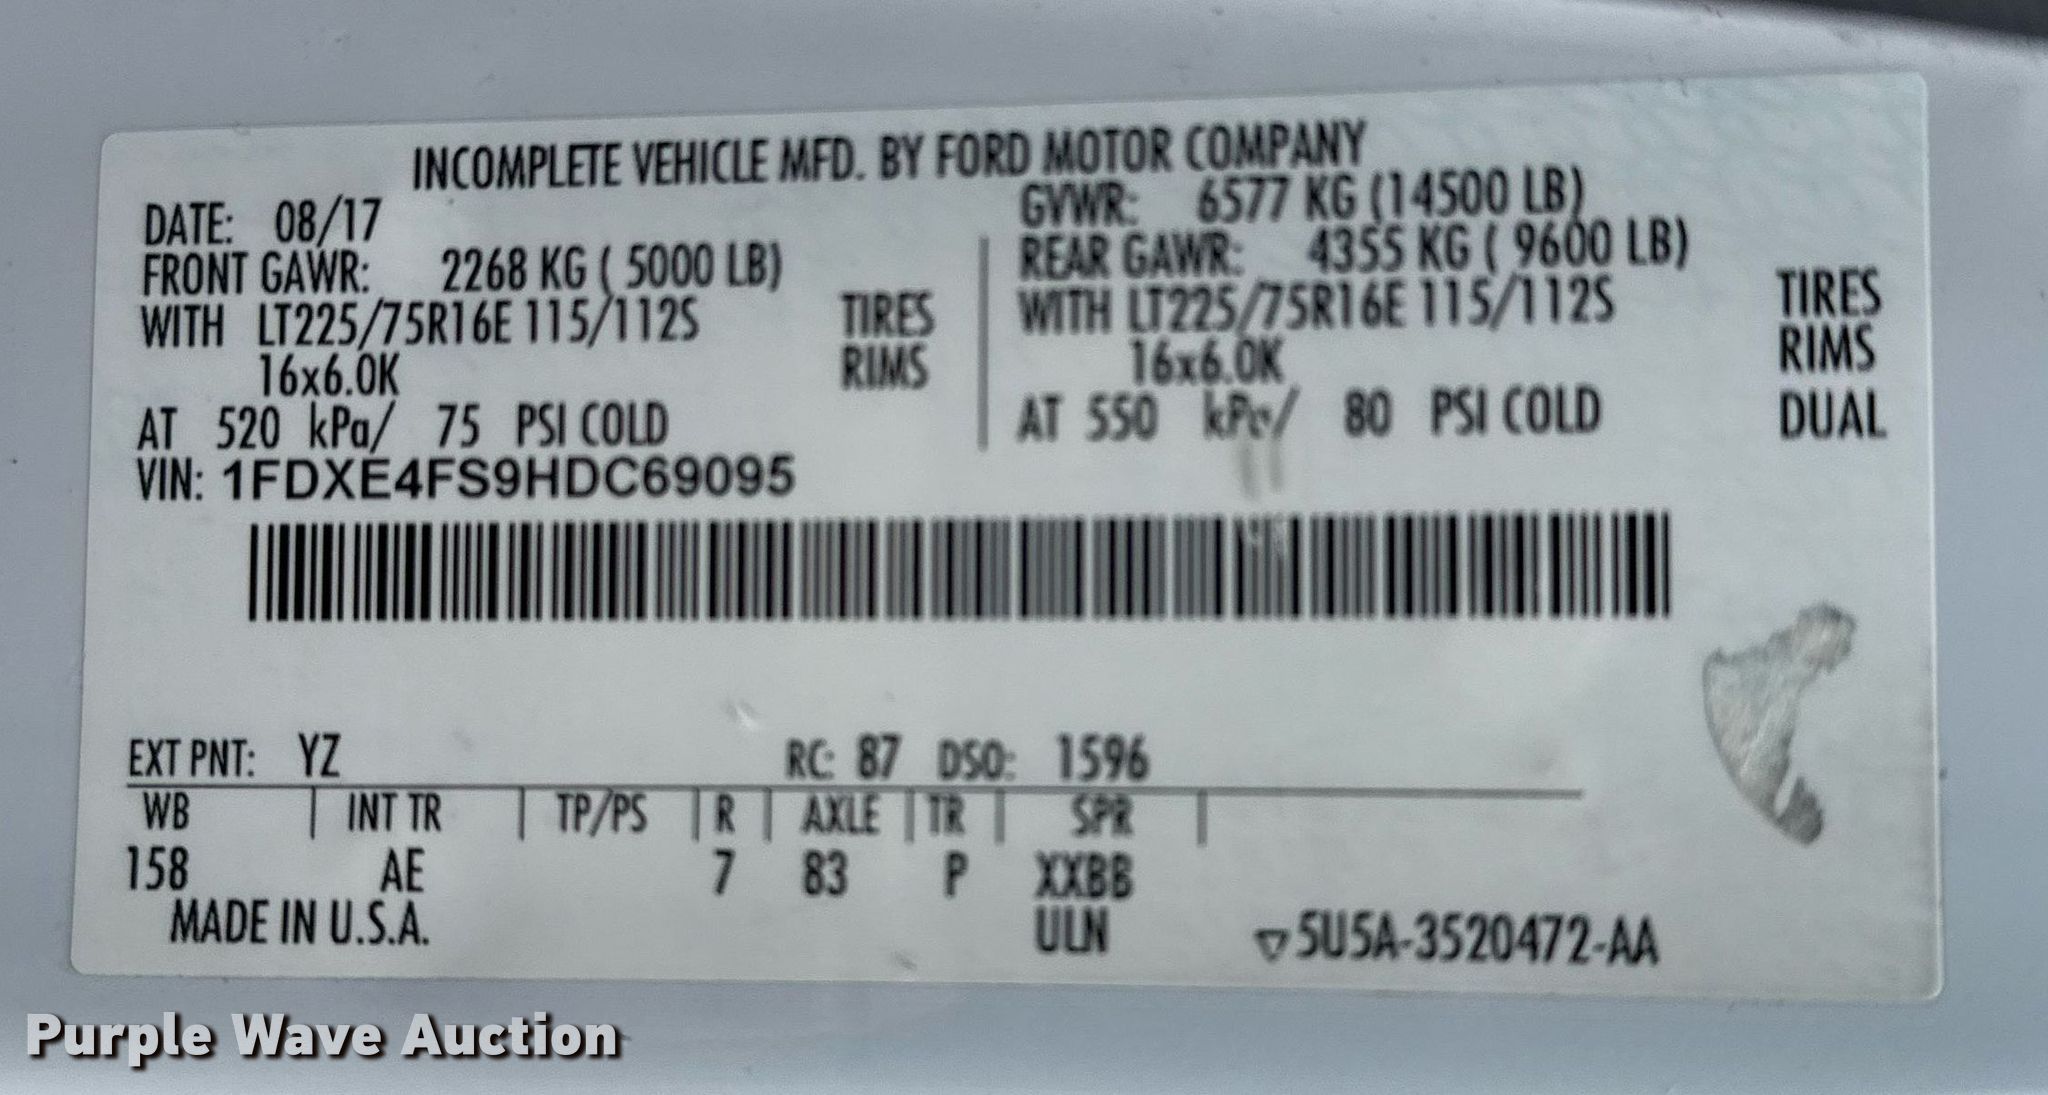 INCOMPLETE VEHICLE MFD. BY FORD MOTOR COMPANY
DATE: 08/17 GVWR: 6577 KG (14500 LB)
FRONT GAWR: 2268 KG ( 5000 LB) REAR GAWR: 4355 KG ( 9600 LB)
WITH LT225/75R16E 115/112S TIRES WITH LT225/75R16E 115/112S TIRES
16x6.0K RIMS 16x6.0K RIMS
AT 520 kPa/ 75 PSI COLD AT 550 kPa/ 80 PSI COLD DUAL
VIN: 1FDXE4FS9HDC69095
EXT PNT: YZ RC: 87 DSO: 1596
WB | INT TR | TP/PS | R | AXLE | TR | SPR |
158 AE 7 83 P XXBB
MADE IN U.S.A. ULN ▽5U5A-3520472-AA
Purple Wave Auction